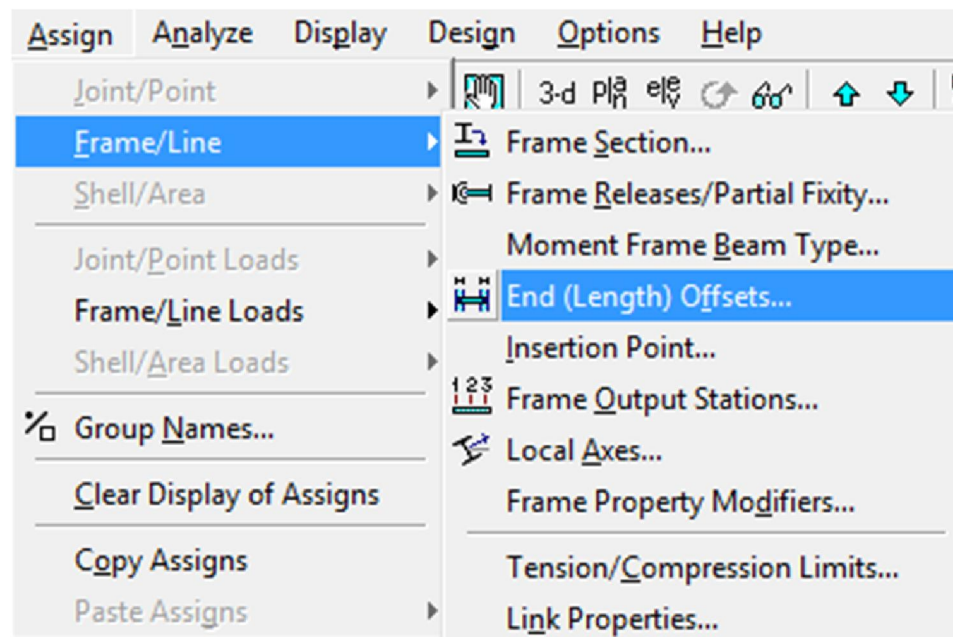 Assign Analyze Display Design Options Help
Joint/Point
3-d
Frame/Line
Shell/Area
Joint/Point Loads
Frame/Line Loads
Shell/Area Loads
Group Names...
Clear Display of Assigns
Copy Assigns
Paste Assigns
Frame Section...
Frame Releases/Partial Fixity...
Moment Frame Beam Type...
End (Length) Offsets...
Insertion Point...
1 2 3
Frame Output Stations...
Local Axes...
Frame Property Modifiers...
Tension/Compression Limits...
Link Properties...